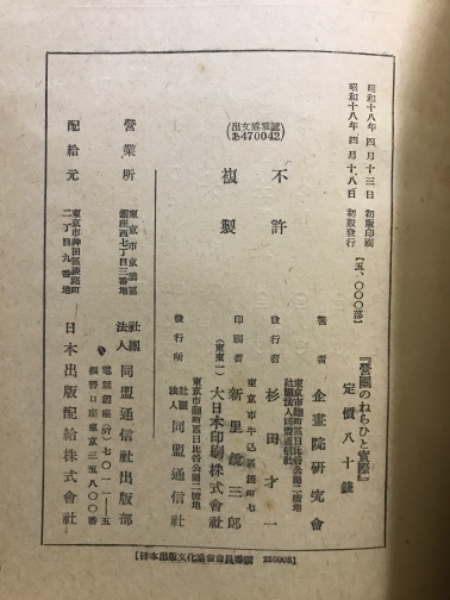 昭和十八年四月十三日 初版印刷
昭和十八年四月十八日 初版發行
【五、〇〇〇部】
『營團のねらひと實際』
定價八十錢
著者 企畫院研究會
東京市麴町區日比谷公園二號地
社團法人同盟通信社
發行者 杉田才一
東京市牛込區 町七
印刷者 新里 三郎
(東東一) 大日本印刷株式會社
東京市麴町區日比谷公園二號地
發行所 社團法人 同盟通信社
不許
複製
(出文協承認 あ470042)
營業所 東京市京橋區銀座西七丁目三番地
社團法人 同盟通信社出版部
電話銀座(57)七〇一一—五
振替口座東京三五八〇〇番
配給元 東京市神田區淡路町二丁目九番地
日本出版配給株式會社
【日本出版文化協會會員番號 220906】